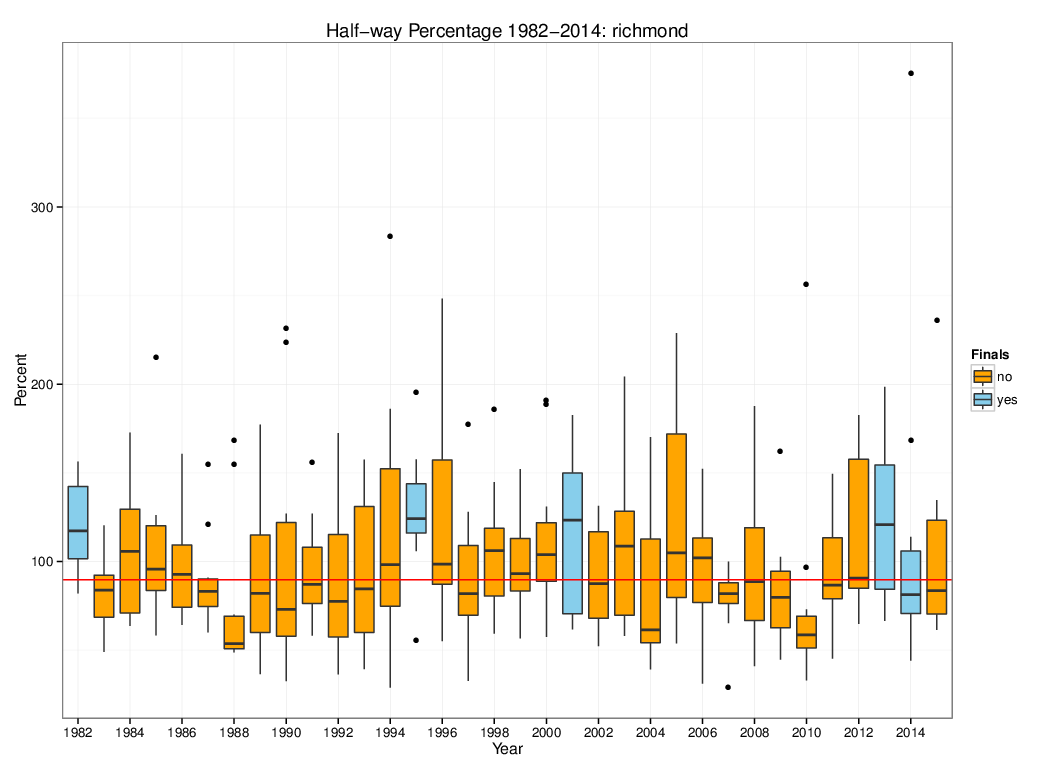 Half−way Percentage 1982−2014: richmond
Percent
300
200
100
1982 1984 1986 1988 1990 1992 1994 1996 1998 2000 2002 2004 2006 2008 2010 2012 2014
Year
Finals
no
yes